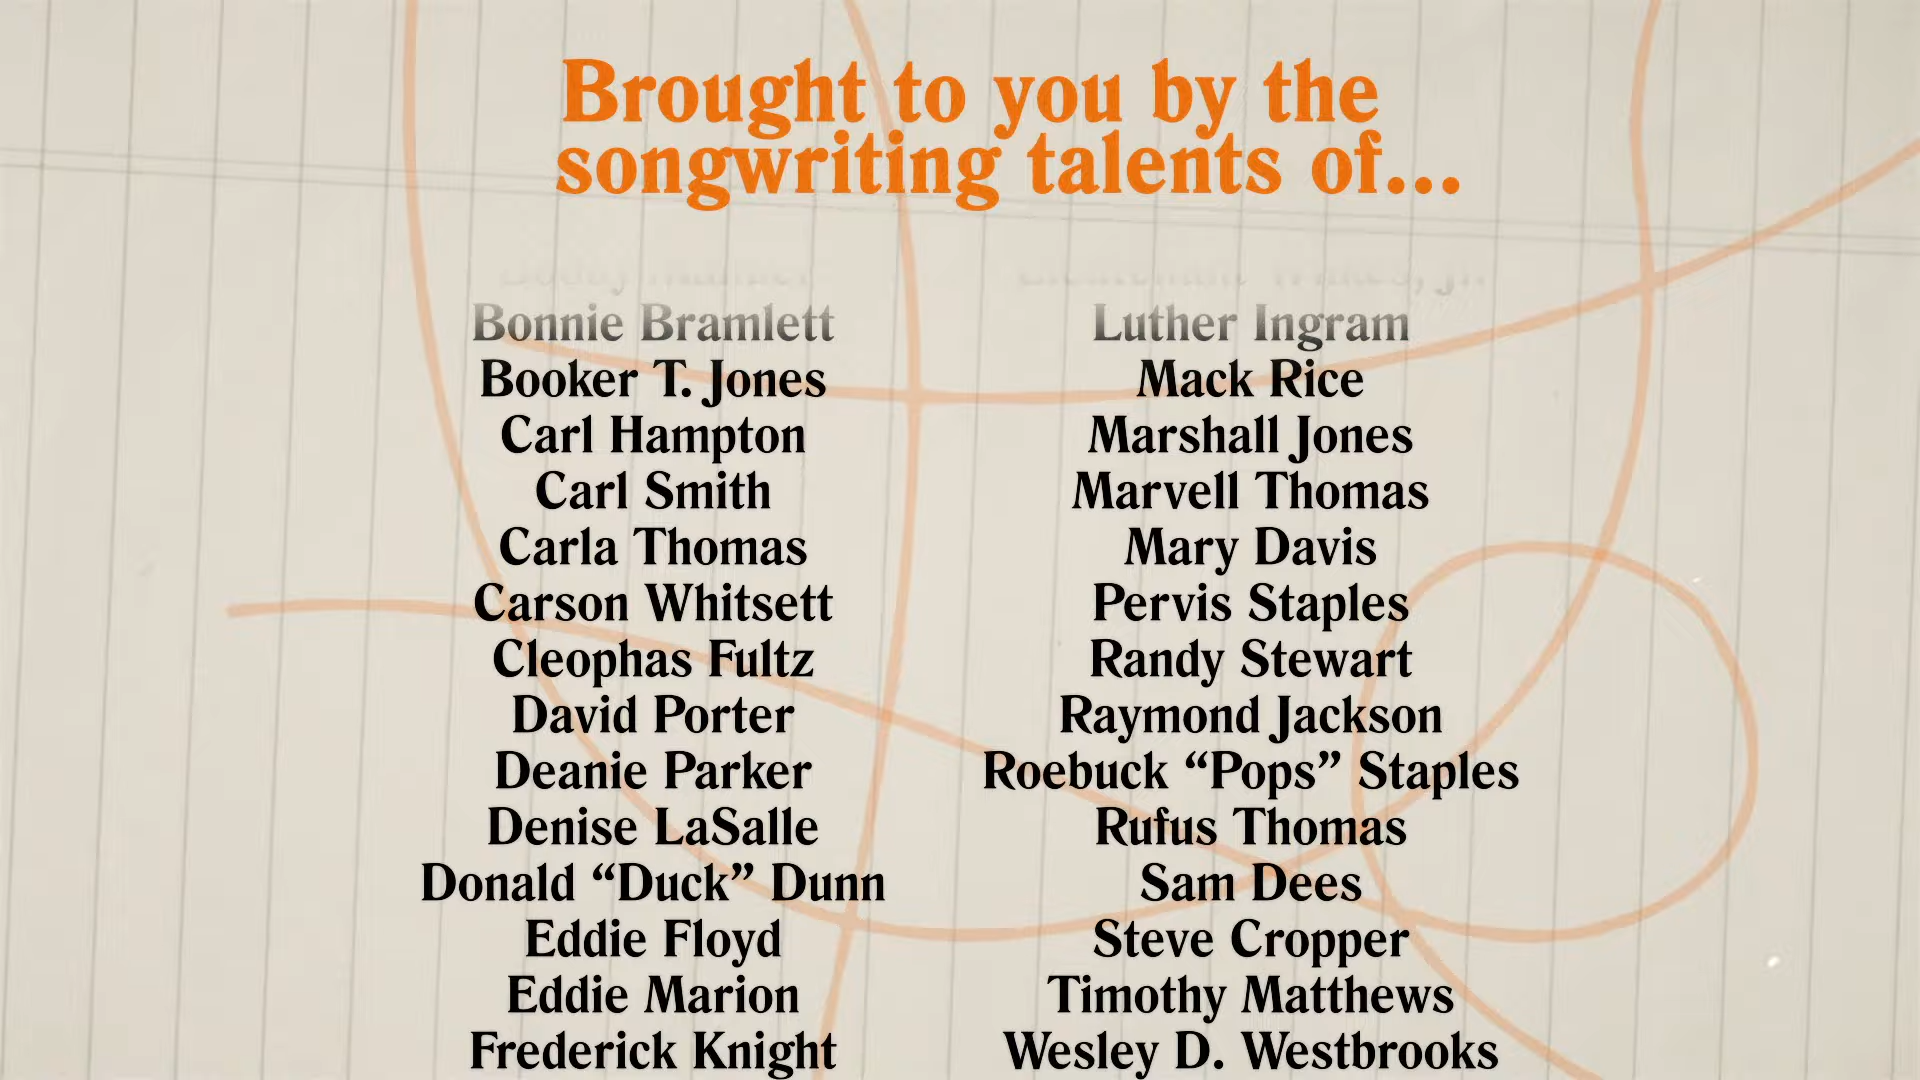 Brought to you by the
songwriting talents of...
Bonnie Bramlett
Booker T. Jones
Carl Hampton
Carl Smith
Carla Thomas
Carson Whitsett
Cleophas Fultz
David Porter
Deanie Parker
Denise LaSalle
Donald “Duck” Dunn
Eddie Floyd
Eddie Marion
Frederick Knight
Luther Ingram
Mack Rice
Marshall Jones
Marvell Thomas
Mary Davis
Pervis Staples
Randy Stewart
Raymond Jackson
Roebuck “Pops” Staples
Rufus Thomas
Sam Dees
Steve Cropper
Timothy Matthews
Wesley D. Westbrooks